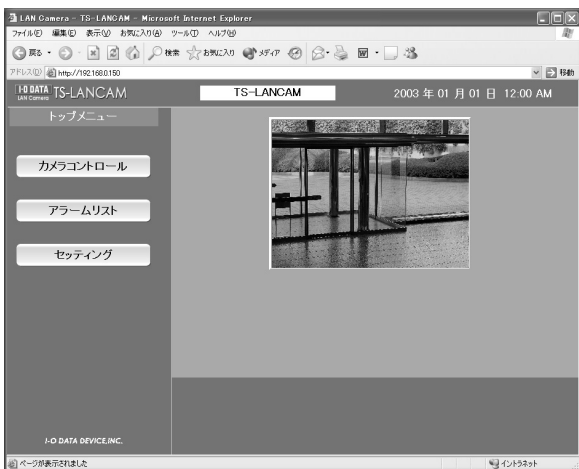 LAN Camera - TS-LANCAM - Microsoft Internet Explorer
ファイル(F) 編集(E) 表示(V) お気に入り(A) ツール(T) ヘルプ(H)
戻る 検索 お気に入り メディア
アドレス(D) http://192.168.0.150 移動
I-O DATA LAN Camera TS-LANCAM TS-LANCAM 2003 年 01 月 01 日 12:00 AM
トップメニュー
カメラコントロール
アラームリスト
セッティング
I-O DATA DEVICE,INC.
ページが表示されました イントラネット